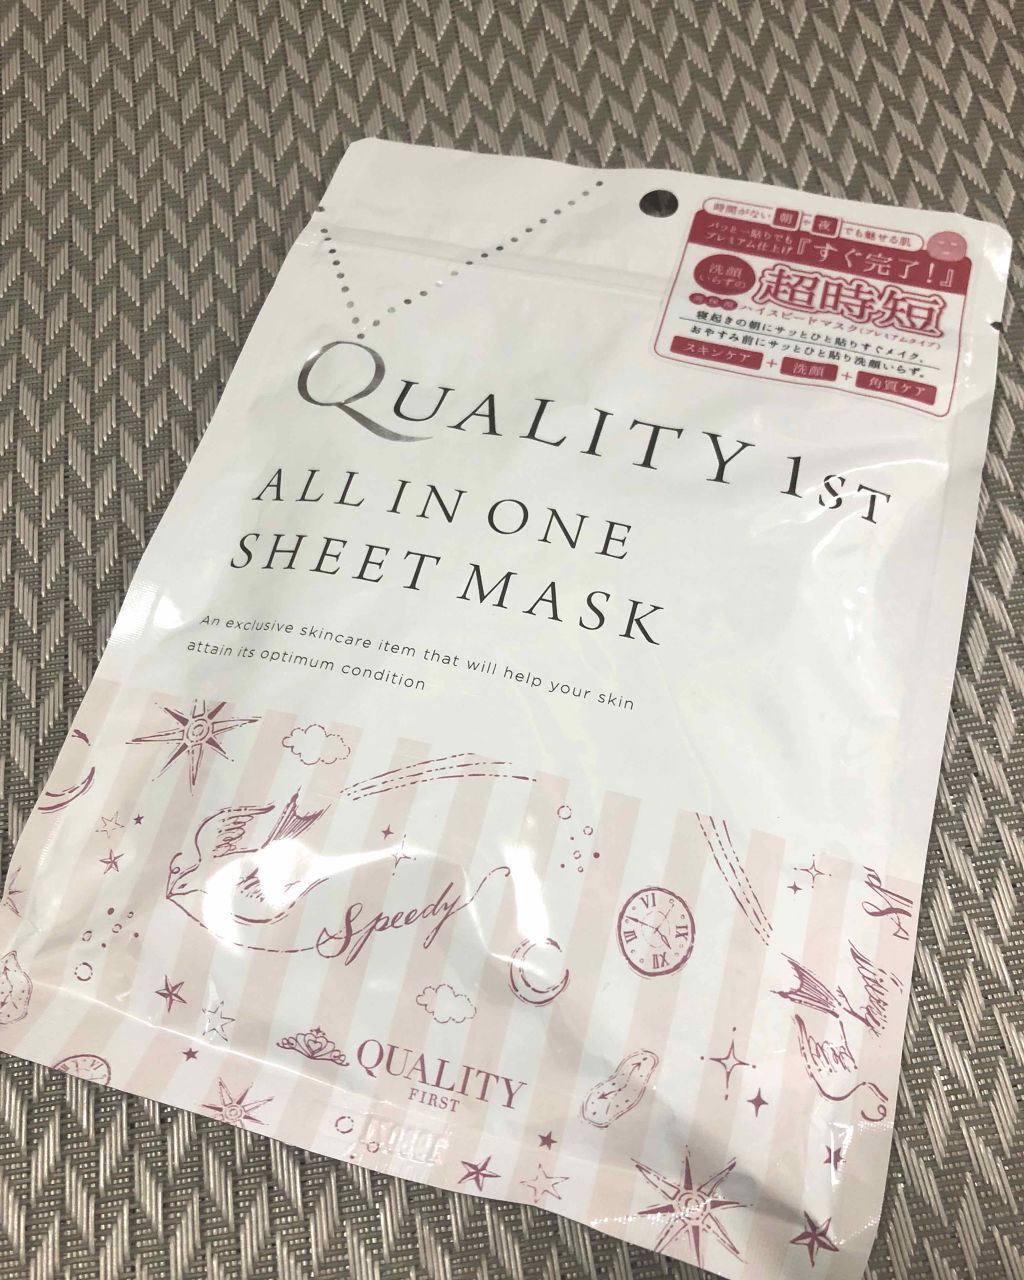 時間がない朝や夜でも魅せる肌
パッと一貼りでも
プレミアム仕上げ『すぐ完了!』
洗顔
いらずの
超時短
ハイスピードマスク(プレミアムタイプ)
寝起きの朝にサッとひと貼りすぐメイク。
おやすみ前にサッとひと貼り洗顔いらず。
スキンケア + 洗顔 + 角質ケア
QUALITY 1ST
ALL IN ONE
SHEET MASK
An exclusive skincare item that will help your skin
attain its optimum condition
Speedy
VI
IX
XII
III
QUALITY
FIRST